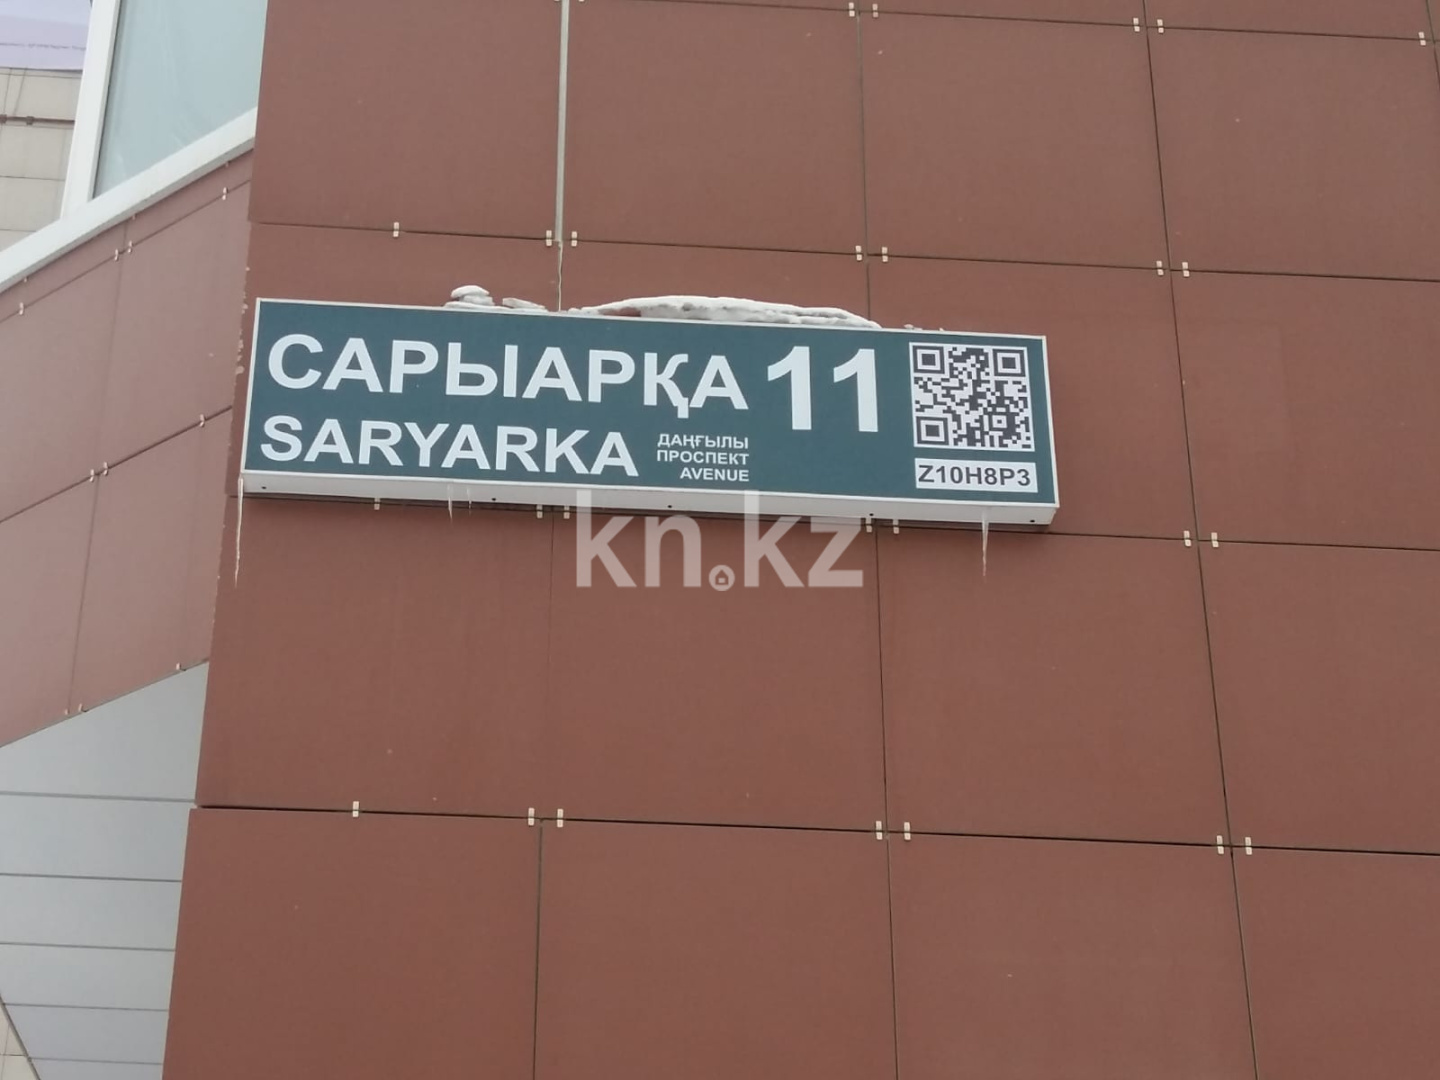 САРЫАРҚА 11
SARYARKA
ДАҢҒЫЛЫ
ПРОСПЕКТ
AVENUE
Z10H8P3
kn.kz